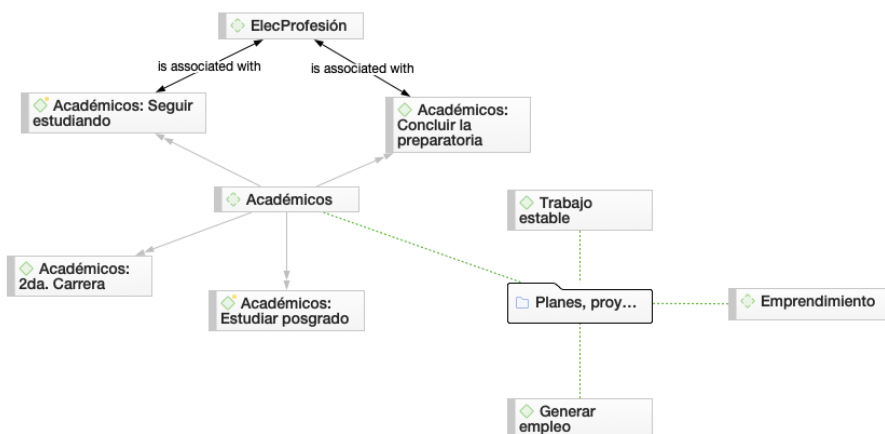 ElecProfesión
is associated with
is associated with
Académicos: Seguir
estudiando
Académicos:
Concluir la
preparatoria
Académicos
Trabajo
estable
Académicos:
2da. Carrera
Académicos:
Estudiar posgrado
Planes, proy...
Emprendimiento
Generar
empleo